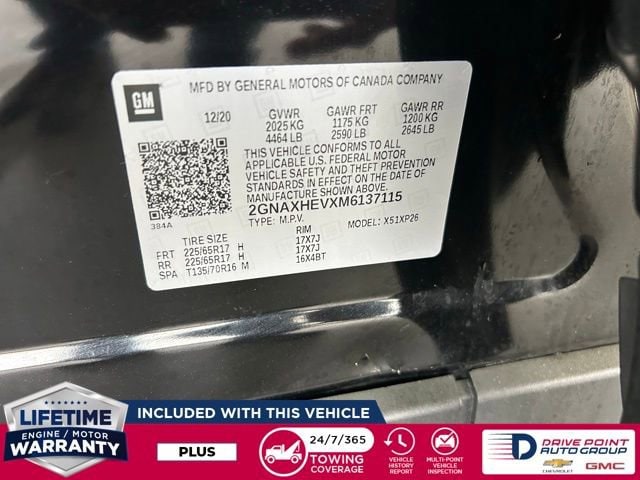 GM
MFD BY GENERAL MOTORS OF CANADA COMPANY
12/20 GVWR GAWR FRT GAWR RR
2025 KG 1175 KG 1200 KG
4464 LB 2590 LB 2645 LB
THIS VEHICLE CONFORMS TO ALL
APPLICABLE U.S. FEDERAL MOTOR
VEHICLE SAFETY AND THEFT PREVENTION
STANDARDS IN EFFECT ON THE DATE OF
MANUFACTURE SHOWN ABOVE.
2GNAXHEVXM6137115
384A
TYPE: M.P.V. MODEL: X51XP26
TIRE SIZE RIM
FRT 225/65R17 H 17X7J
RR 225/65R17 H 17X7J
SPA T135/70R16 M 16X4BT
LIFETIME
ENGINE / MOTOR
WARRANTY
INCLUDED WITH THIS VEHICLE
PLUS
24/7/365
TOWING
COVERAGE
VEHICLE
HISTORY
REPORT
MULTI-POINT
VEHICLE
INSPECTION
D
DRIVE POINT
AUTO GROUP
CHEVROLET
GMC